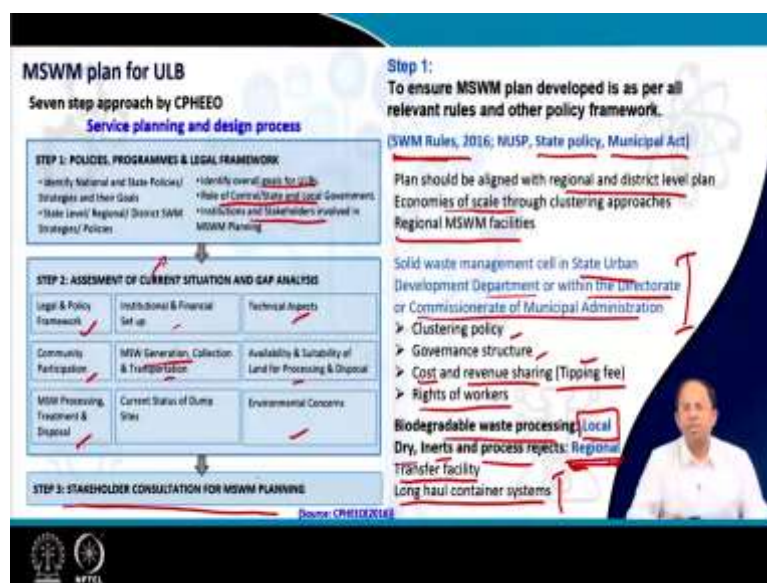 MSWM plan for ULB
Seven step approach by CPHEEO
Service planning and design process
STEP 1: POLICIES, PROGRAMMES & LEGAL FRAMEWORK
• Identify National and State Policies/
Strategies and their Goals
• State Level/ Regional/ District SWM
Strategies/ Policies
• Identify overall goals for ULBs
• Role of Central/State and Local Government
• Institutions and Stakeholders involved in
MSWM Planning
STEP 2: ASSESMENT OF CURRENT SITUATION AND GAP ANALYSIS
Legal & Policy
Framework
Institutional & Financial
Set up
Technical Aspects
Community
Participation
MSW Generation, Collection
& Transportation
Availability & Suitability of
Land for Processing & Disposal
MSW Processing,
Treatment &
Disposal
Current Status of Dump
Sites
Environmental Concerns
STEP 3: STAKEHOLDER CONSULTATION FOR MSWM PLANNING
(Source: CPHEEO(2016))
Step 1:
To ensure MSWM plan developed is as per all
relevant rules and other policy framework.
(SWM Rules, 2016; NUSP, State policy, Municipal Act)
Plan should be aligned with regional and district level plan
Economies of scale through clustering approaches
Regional MSWM facilities
Solid waste management cell in State Urban
Development Department or within the Directorate
or Commissionerate of Municipal Administration
➢ Clustering policy
➢ Governance structure
➢ Cost and revenue sharing (Tipping fee)
➢ Rights of workers
Biodegradable waste processing: Local
Dry, Inerts and process rejects: Regional
Transfer facility
Long haul container systems
NPTEL